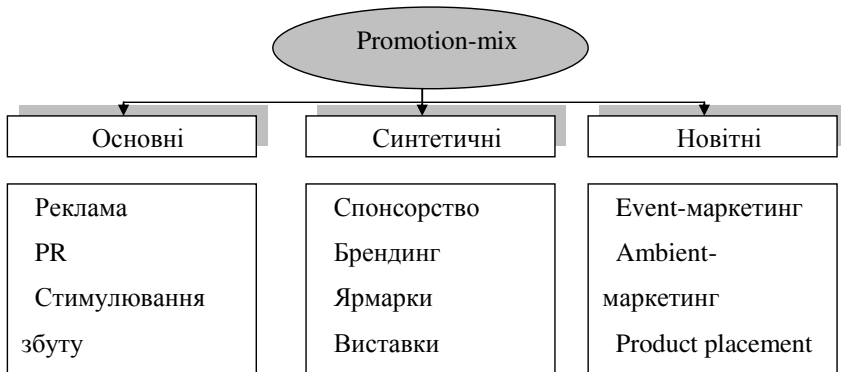 Promotion-mix
Основні
Синтетичні
Новітні
Реклама
PR
Стимулювання
збуту
Спонсорство
Брендинг
Ярмарки
Виставки
Event-маркетинг
Ambient-
маркетинг
Product placement